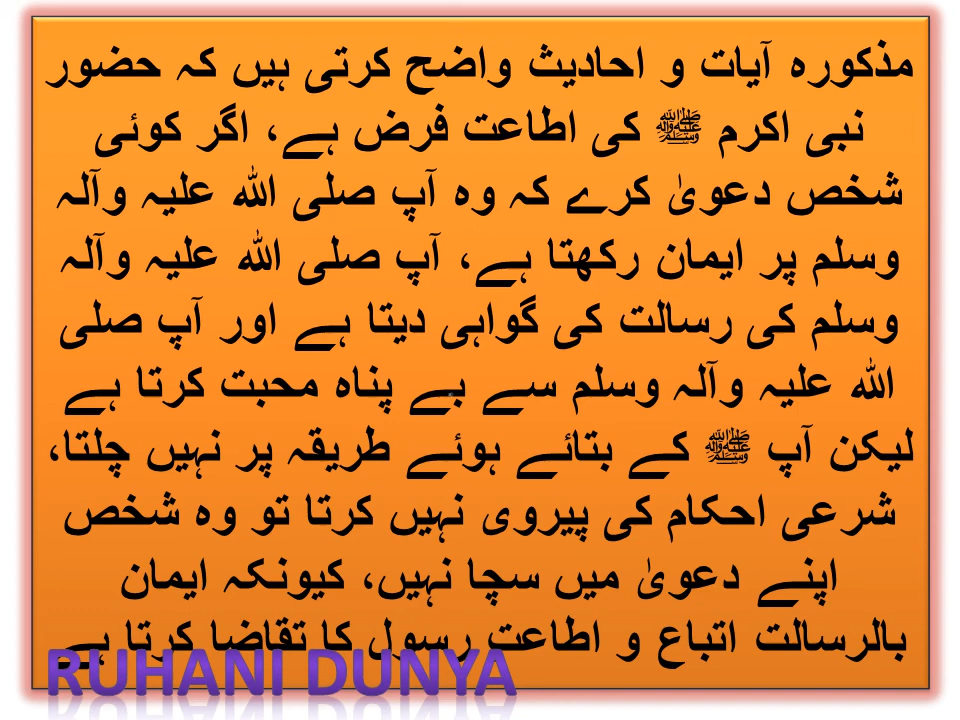 مذکورہ آیات و احادیث واضح کرتی ہیں کہ حضور
نبی اکرم ﷺ کی اطاعت فرض ہے، اگر کوئی
شخص دعویٰ کرے کہ وہ آپ صلی اللہ علیہ وآلہ
وسلم پر ایمان رکھتا ہے، آپ صلی اللہ علیہ وآلہ
وسلم کی رسالت کی گواہی دیتا ہے اور آپ صلی
اللہ علیہ وآلہ وسلم سے بے پناہ محبت کرتا ہے
لیکن آپ ﷺ کے بتائے ہوئے طریقہ پر نہیں چلتا،
شرعی احکام کی پیروی نہیں کرتا تو وہ شخص
اپنے دعویٰ میں سچا نہیں، کیونکہ ایمان
بالرسالت اتباع و اطاعت رسول کا تقاضا کرتا ہے
RUHANI DUNYA